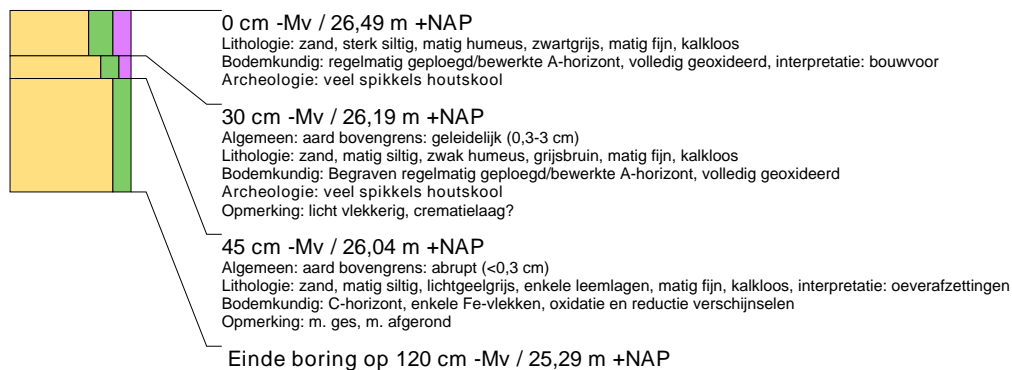 0 cm -Mv / 26,49 m +NAP
Lithologie: zand, sterk siltig, matig humeus, zwartgrijs, matig fijn, kalkloos
Bodemkundig: regelmatig geploegd/bewerkte A-horizont, volledig geoxideerd, interpretatie: bouwvoor
Archeologie: veel spikkels houtskool
30 cm -Mv / 26,19 m +NAP
Algemeen: aard bovengrens: geleidelijk (0,3-3 cm)
Lithologie: zand, matig siltig, zwak humeus, grijsbruin, matig fijn, kalkloos
Bodemkundig: Begraven regelmatig geploegd/bewerkte A-horizont, volledig geoxideerd
Archeologie: veel spikkels houtskool
Opmerking: licht vlekkerig, crematielaag?
45 cm -Mv / 26,04 m +NAP
Algemeen: aard bovengrens: abrupt (<0,3 cm)
Lithologie: zand, matig siltig, lichtgeelgrijs, enkele leemlagen, matig fijn, kalkloos, interpretatie: oeverafzettingen
Bodemkundig: C-horizont, enkele Fe-vlekken, oxidatie en reductie verschijnselen
Opmerking: m. ges, m. afgerond
Einde boring op 120 cm -Mv / 25,29 m +NAP